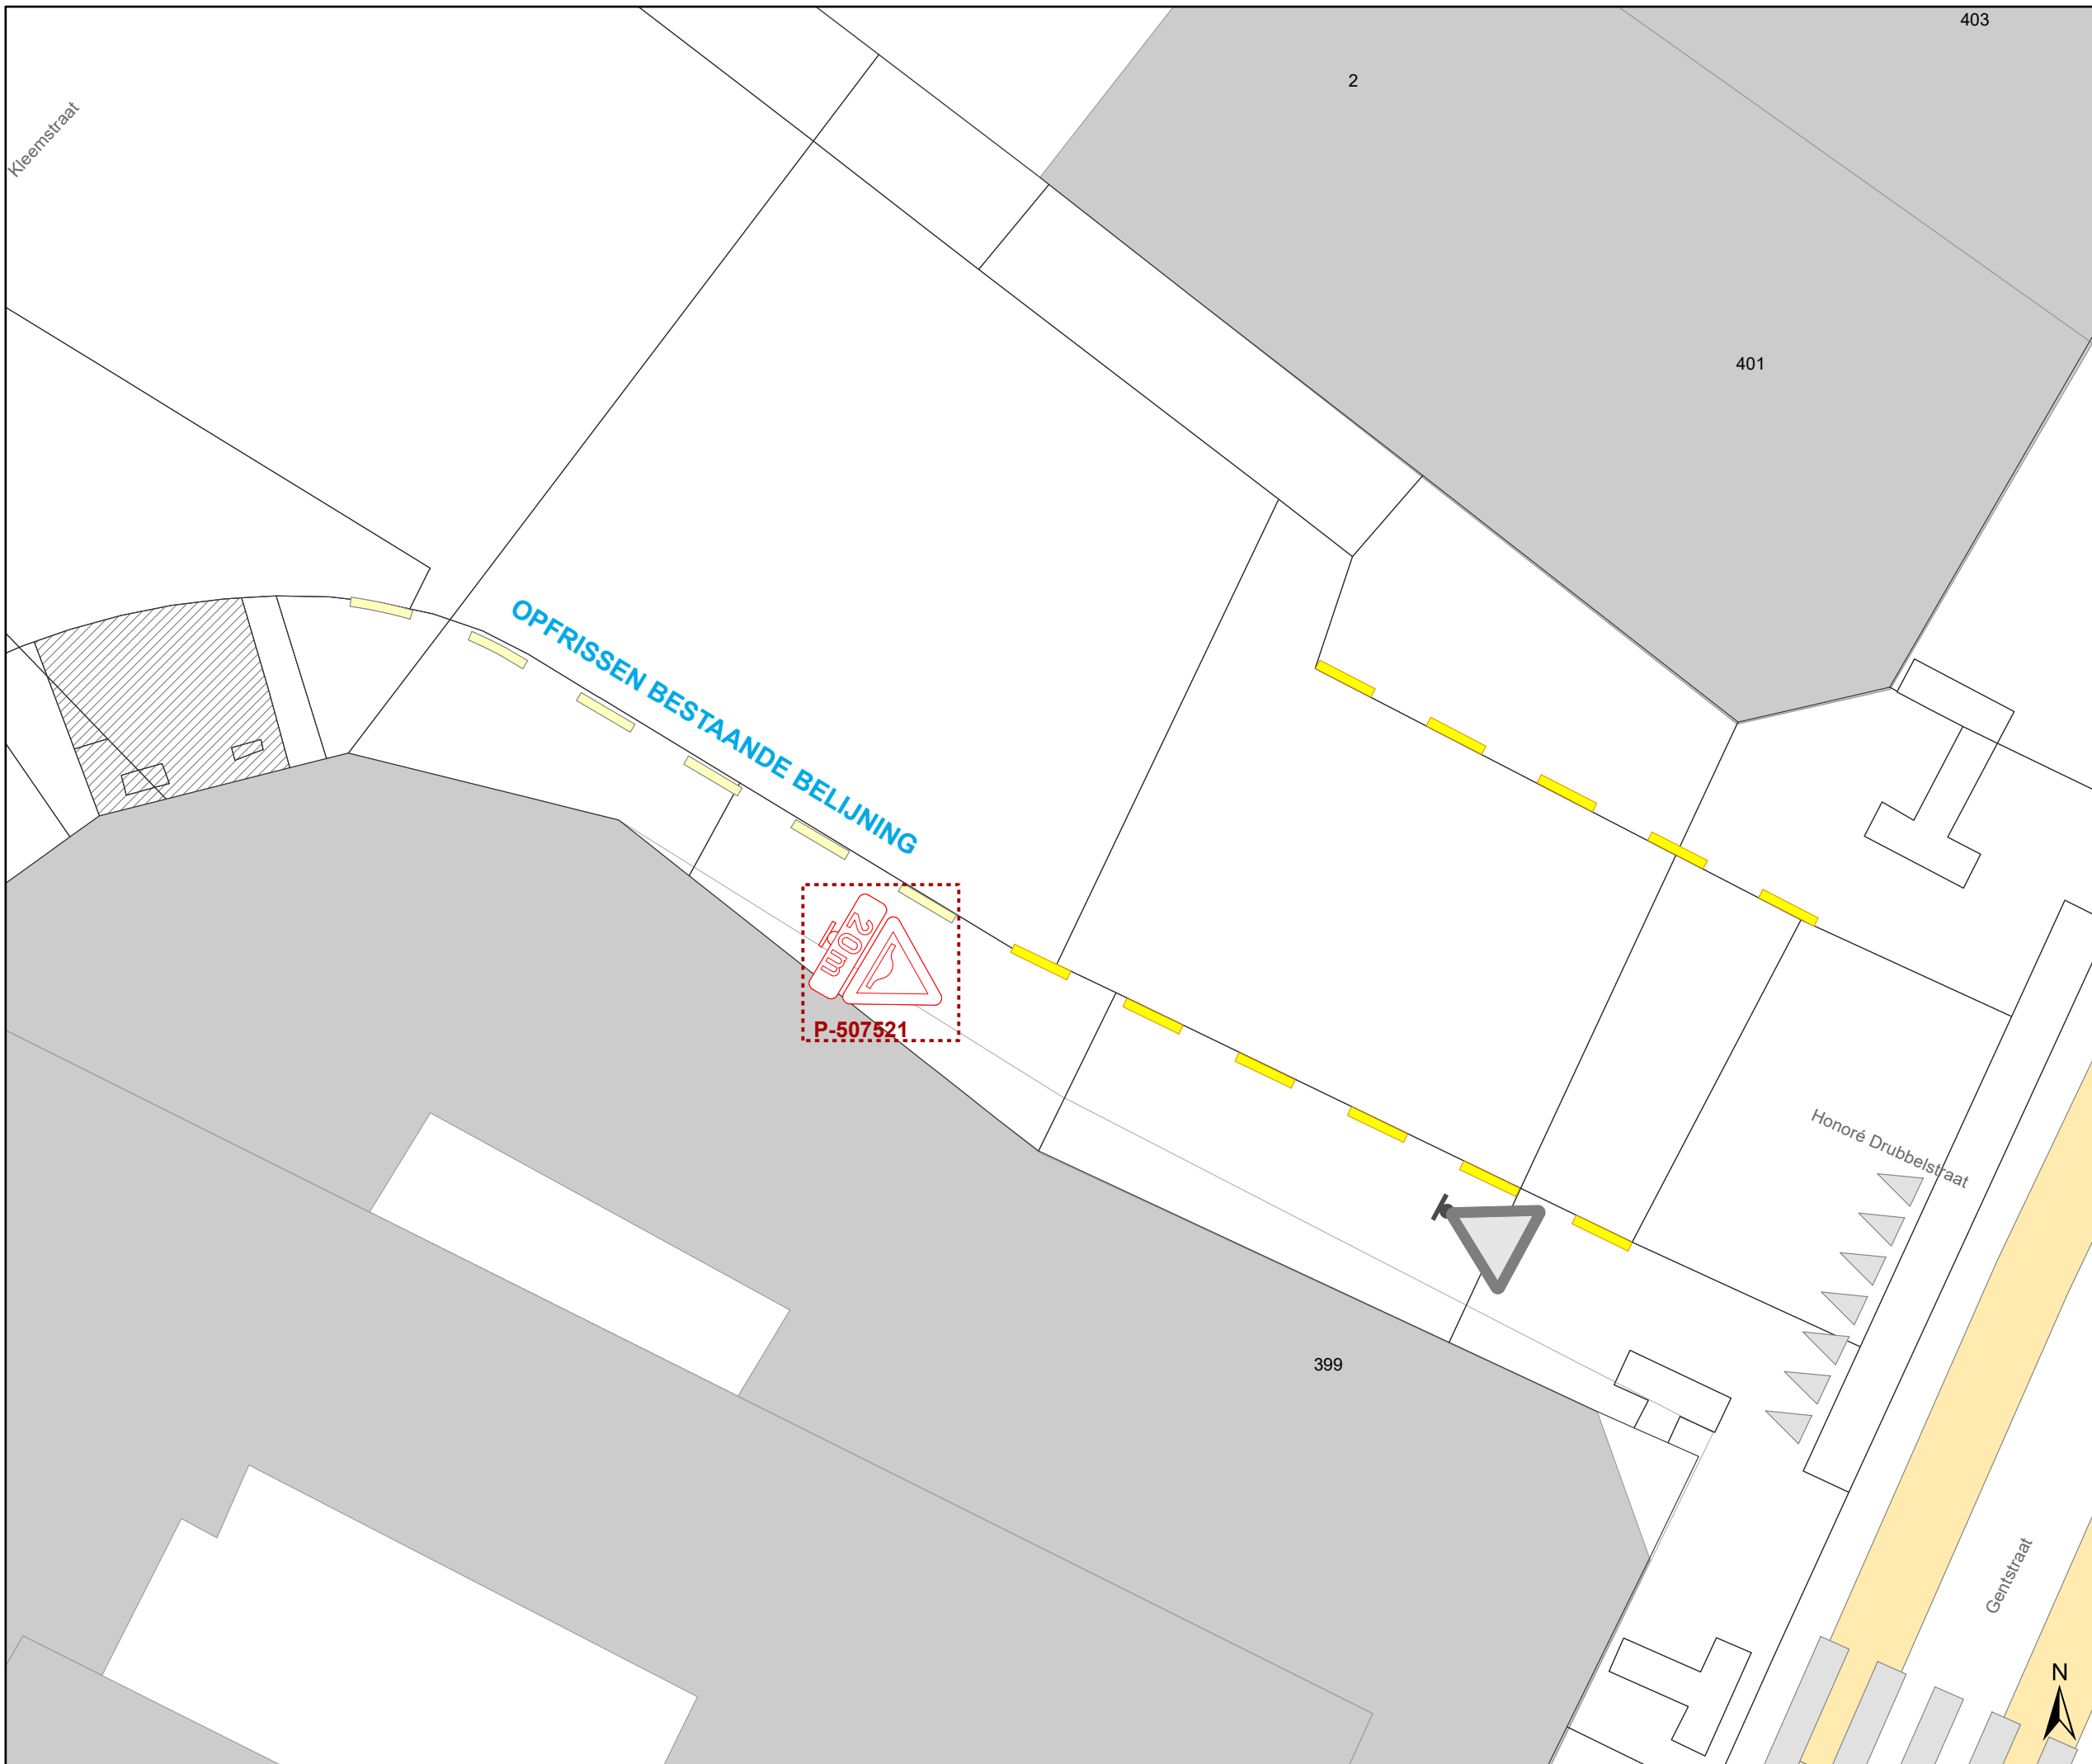 403
2
Kleemstraat
401
OPFRISSEN BESTAANDE BELIJNING
20m
P-507521
Honoré Drubbelstraat
399
Gentstraat
N